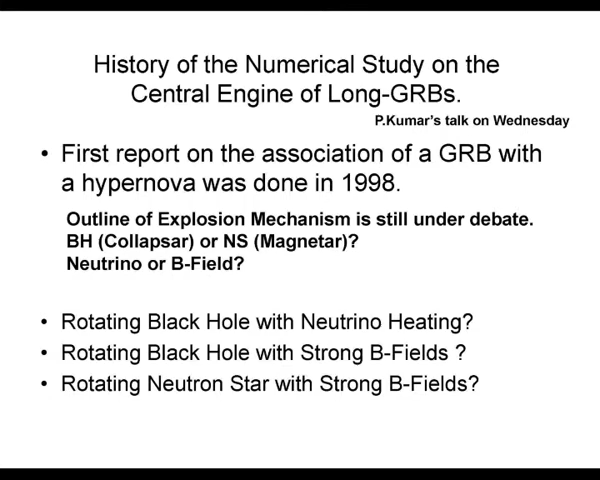 History of the Numerical Study on the
Central Engine of Long-GRBs.
P.Kumar's talk on Wednesday
• First report on the association of a GRB with
a hypernova was done in 1998.
Outline of Explosion Mechanism is still under debate.
BH (Collapsar) or NS (Magnetar)?
Neutrino or B-Field?
• Rotating Black Hole with Neutrino Heating?
• Rotating Black Hole with Strong B-Fields ?
• Rotating Neutron Star with Strong B-Fields?